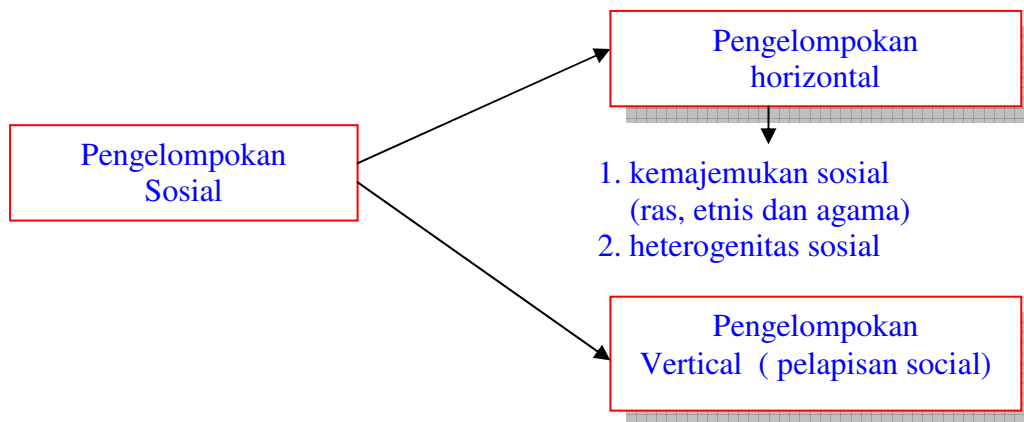 Pengelompokan
Sosial
Pengelompokan
horizontal
1. kemajemukan sosial
(ras, etnis dan agama)
2. heterogenitas sosial
Pengelompokan
Vertical ( pelapisan social)